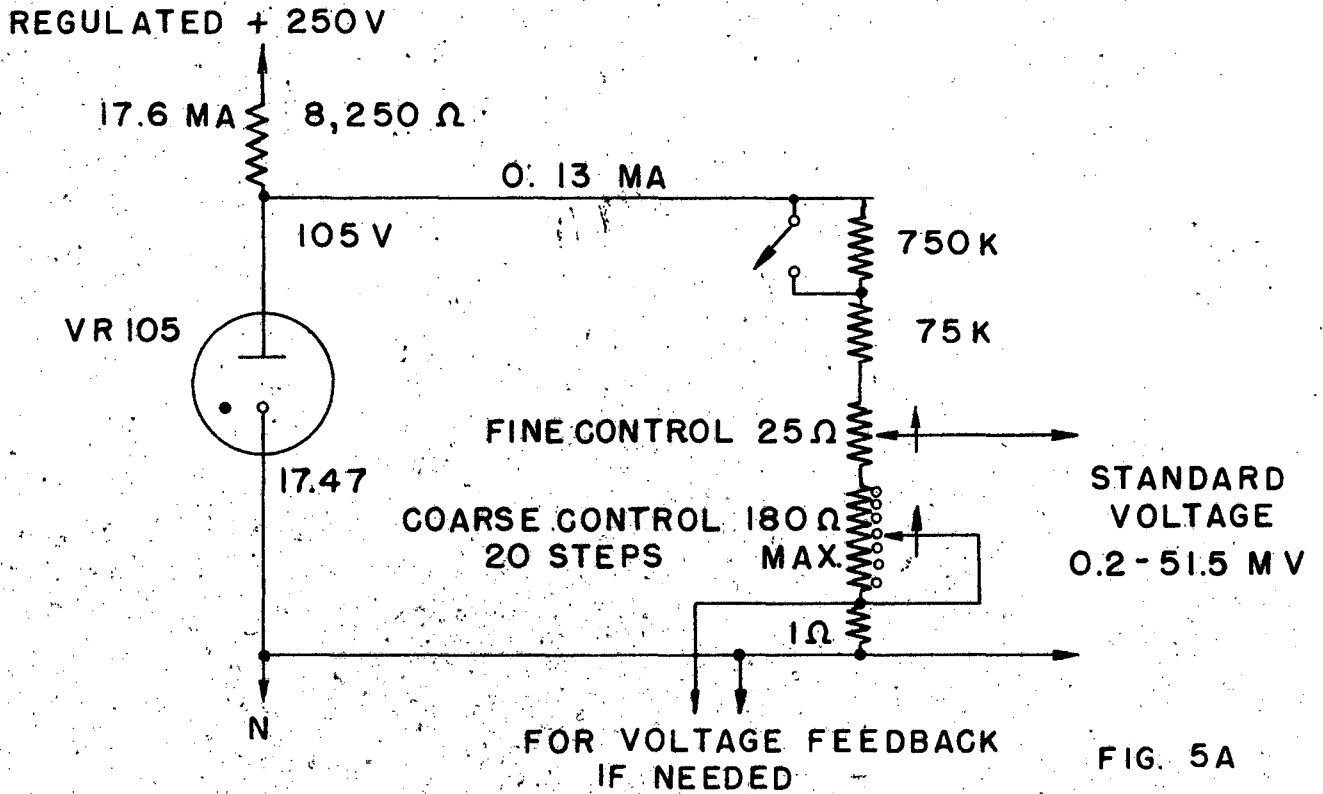 REGULATED + 250V
17.6 MA
8,250 Ω
0.13 MA
105 V
750 K
VR 105
75 K
FINE CONTROL 25 Ω
17.47
STANDARD
VOLTAGE
0.2 - 51.5 MV
COARSE CONTROL 180 Ω
20 STEPS MAX.
1 Ω
N
FOR VOLTAGE FEEDBACK
IF NEEDED
FIG. 5A